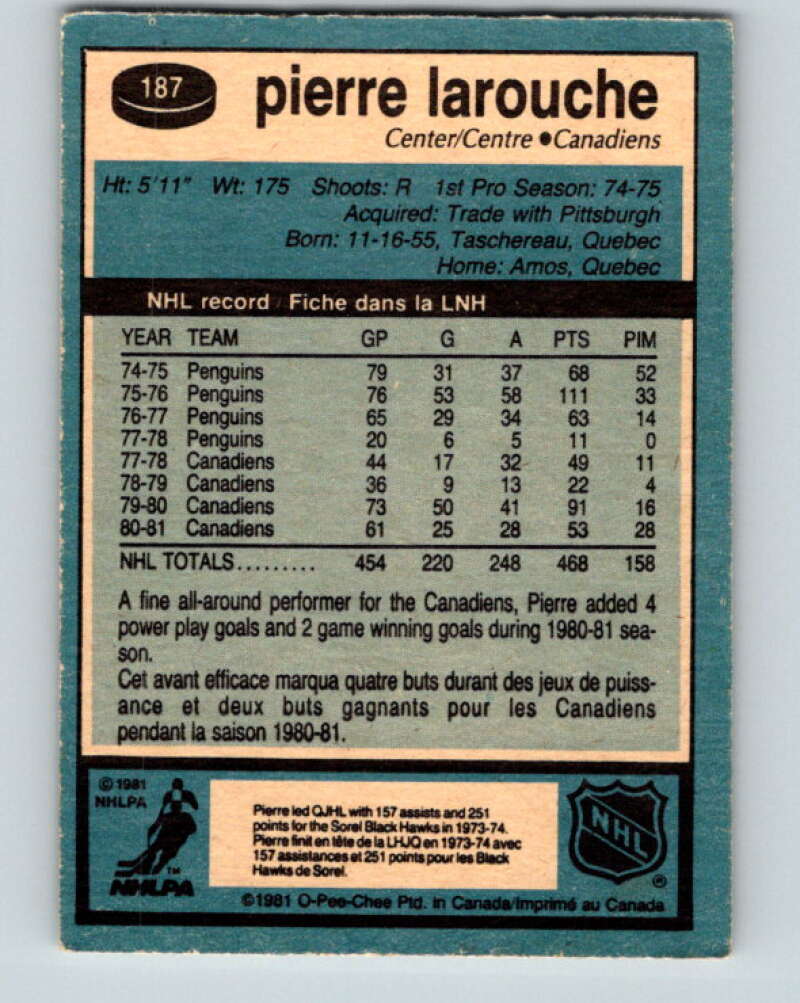 187
pierre larouche
Center/Centre ●Canadiens
Ht: 5'11" Wt: 175 Shoots: R 1st Pro Season: 74-75
Acquired: Trade with Pittsburgh
Born: 11-16-55, Taschereau, Quebec
Home: Amos, Quebec
NHL record / Fiche dans la LNH
YEAR TEAM GP G A PTS PIM
74-75 Penguins 79 31 37 68 52
75-76 Penguins 76 53 58 111 33
76-77 Penguins 65 29 34 63 14
77-78 Penguins 20 6 5 11 0
77-78 Canadiens 44 17 32 49 11
78-79 Canadiens 36 9 13 22 4
79-80 Canadiens 73 50 41 91 16
80-81 Canadiens 61 25 28 53 28
NHL TOTALS......... 454 220 248 468 158
A fine all-around performer for the Canadiens, Pierre added 4
power play goals and 2 game winning goals during 1980-81 sea-
son.
Cet avant efficace marqua quatre buts durant des jeux de puiss-
ance et deux buts gagnants pour les Canadiens
pendant la saison 1980-81.
© 1981
NHLPA
TM
NHLPA
Pierre led QJHL with 157 assists and 251
points for the Sorel Black Hawks in 1973-74.
Pierre finit en tête de la LHJQ en 1973-74 avec
157 assistances et 251 points pour les Black
Hawks de Sorel.
NHL
®
©1981 O-Pee-Chee Ptd. in Canada/Imprimé au Canada